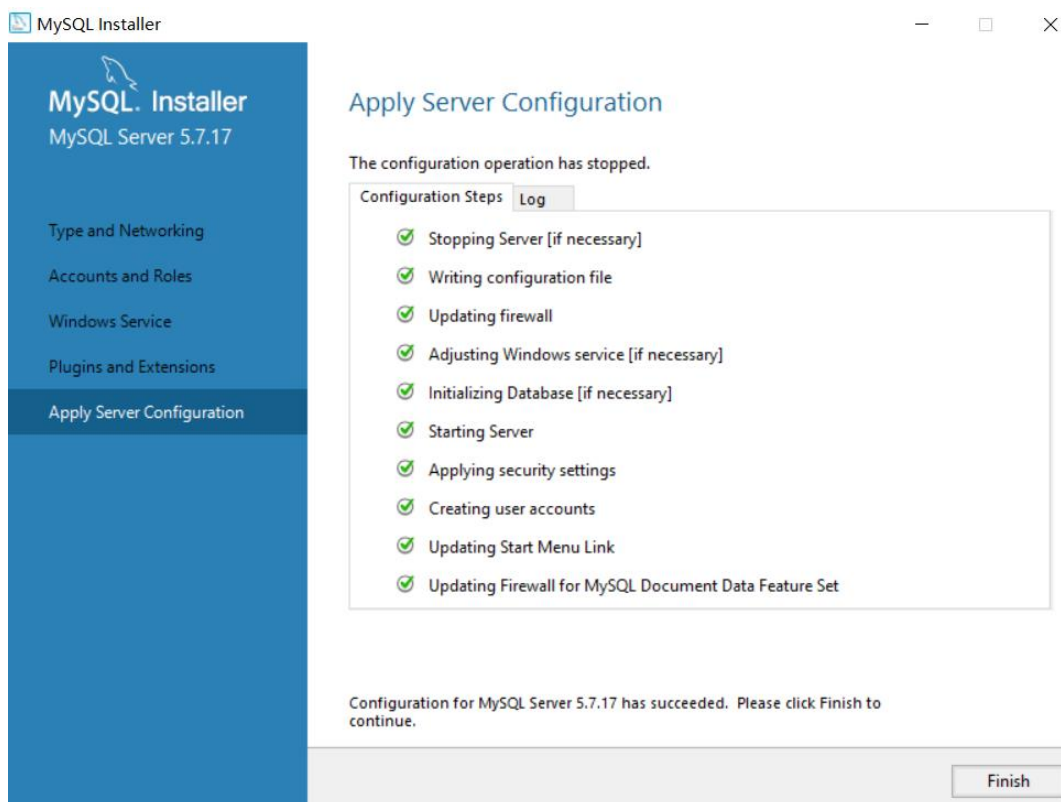 MySQL Installer
MySQL. Installer
MySQL Server 5.7.17
Type and Networking
Accounts and Roles
Windows Service
Plugins and Extensions
Apply Server Configuration
Apply Server Configuration
The configuration operation has stopped.
Configuration Steps Log
Stopping Server [if necessary]
Writing configuration file
Updating firewall
Adjusting Windows service [if necessary]
Initializing Database [if necessary]
Starting Server
Applying security settings
Creating user accounts
Updating Start Menu Link
Updating Firewall for MySQL Document Data Feature Set
Configuration for MySQL Server 5.7.17 has succeeded. Please click Finish to
continue.
Finish